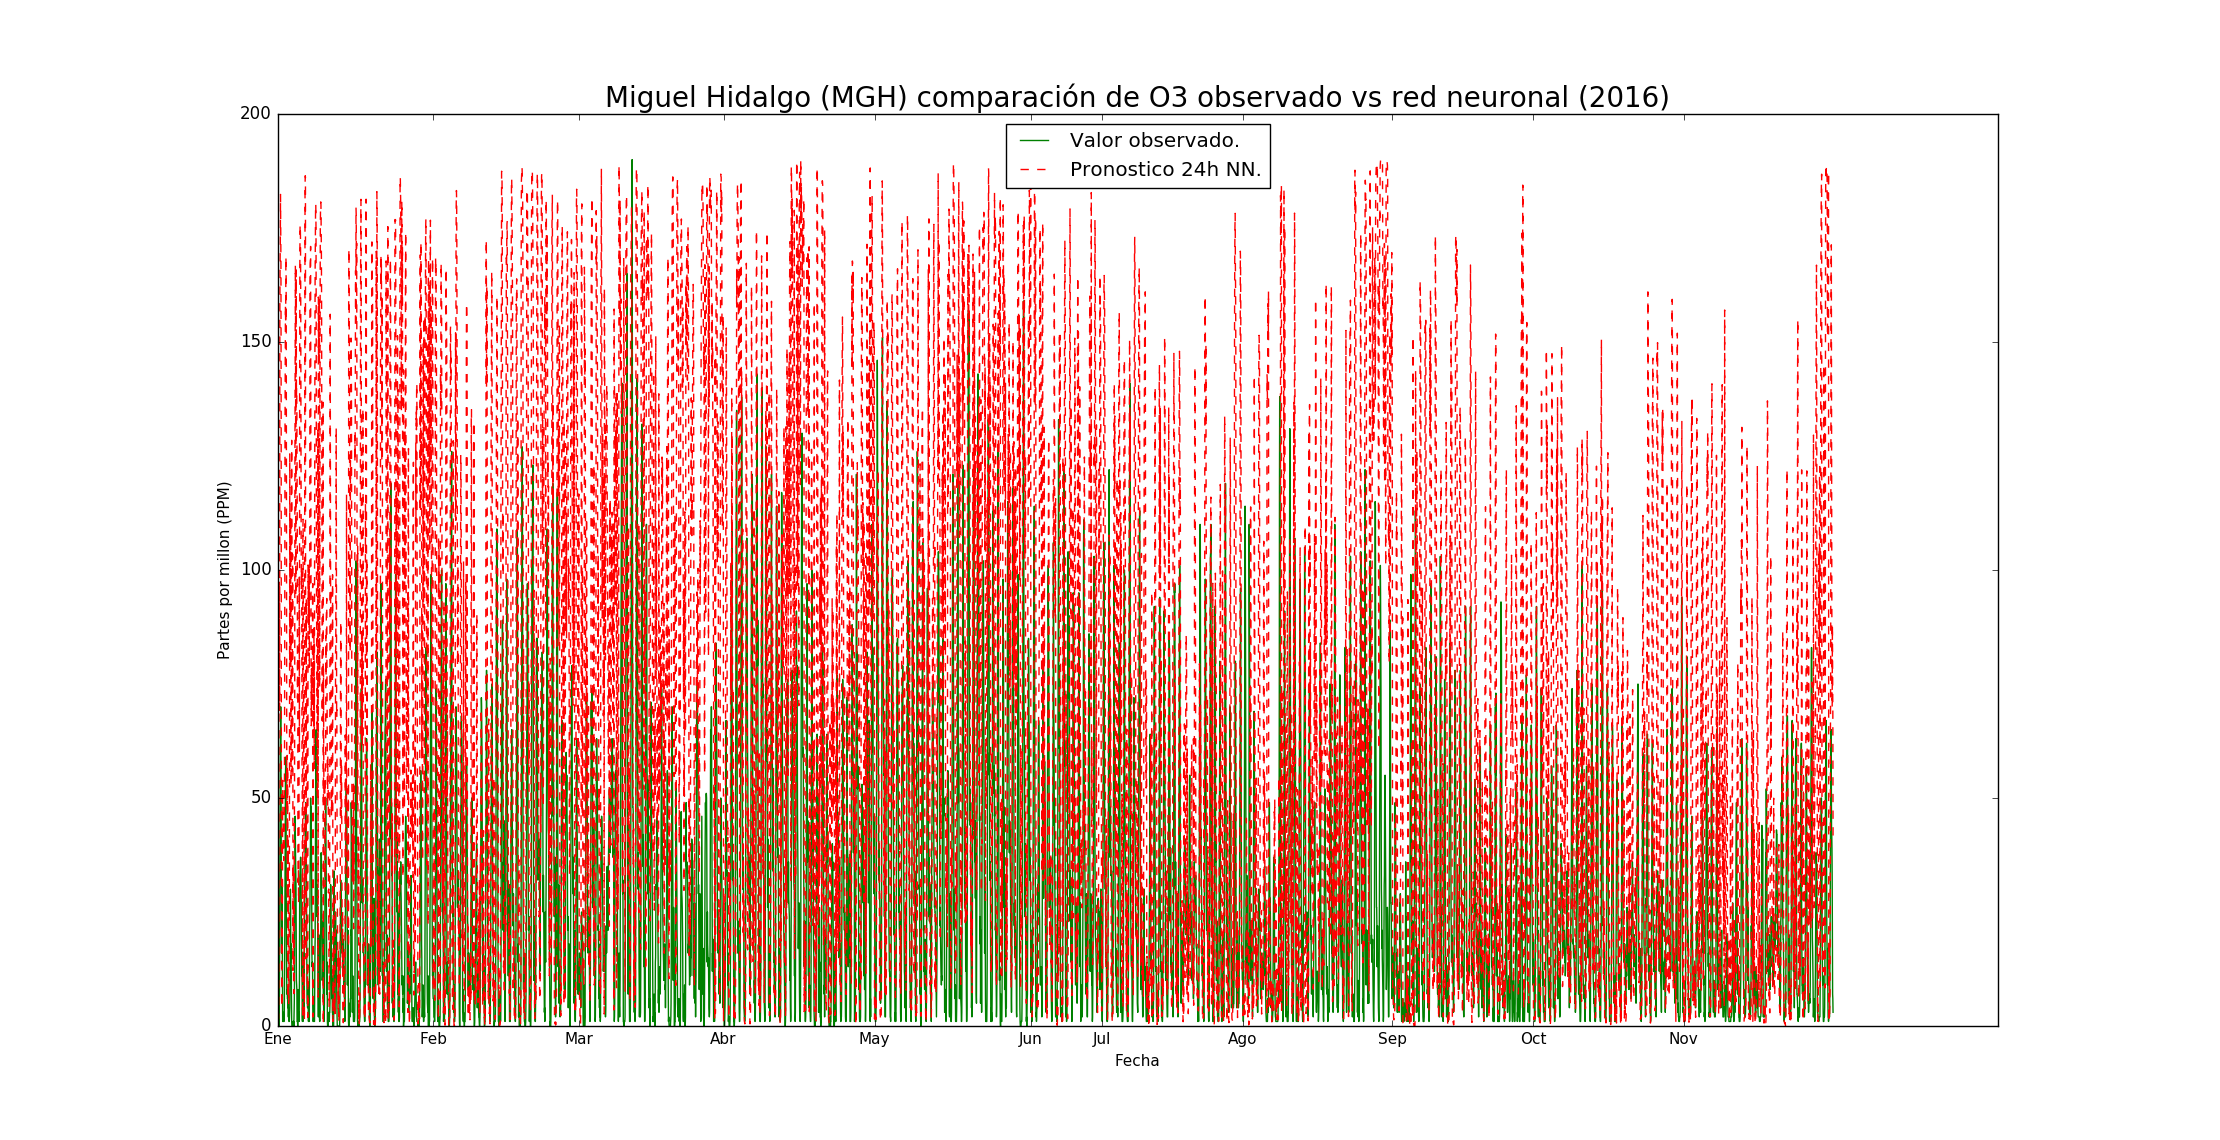 Miguel Hidalgo (MGH) comparación de O3 observado vs red neuronal (2016)
Valor observado.
Pronostico 24h NN.
200
150
100
50
0
Partes por millon (PPM)
Ene Feb Mar Abr May Jun Jul Ago Sep Oct Nov
Fecha